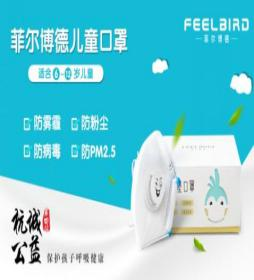 FEELBIRD
菲尔博德
菲尔博德儿童口罩
适合6-12岁儿童
防雾霾 防粉尘
防病毒 防PM2.5
儿童口罩
杭城
公益
保护孩子呼吸健康